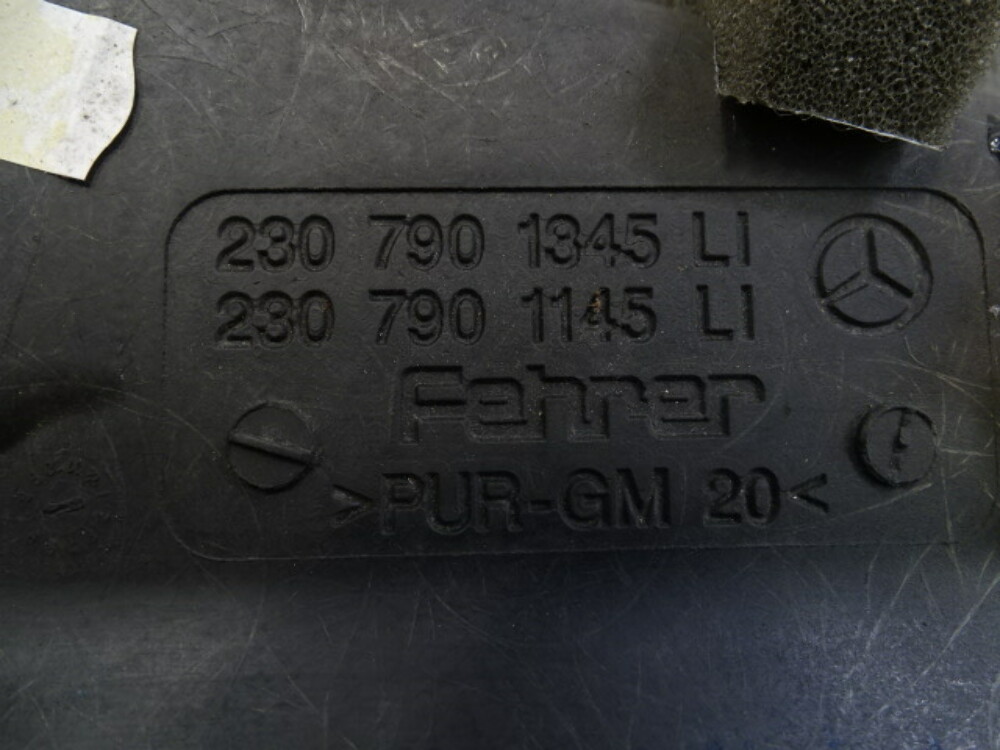 230 790 1345 LI
230 790 1145 LI
Fahrer
>PUR-GM 20<